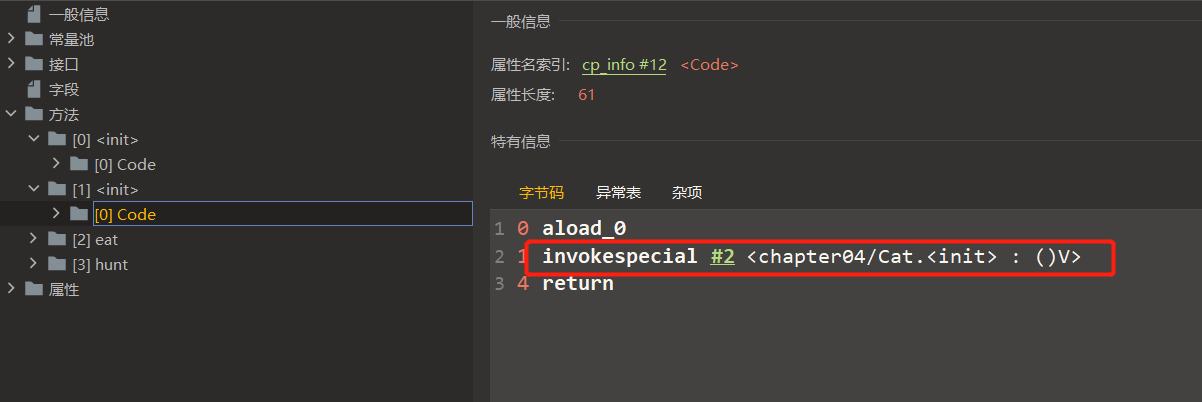 一般信息
常量池
接口
字段
方法
[0] <init>
[0] Code
[1] <init>
[0] Code
[2] eat
[3] hunt
属性
一般信息
属性名索引: cp_info #12 <Code>
属性长度: 61
特有信息
字节码 异常表 杂项
1 0 aload_0
2 1 invokespecial #2 <chapter04/Cat.<init> : ()V>
3 4 return